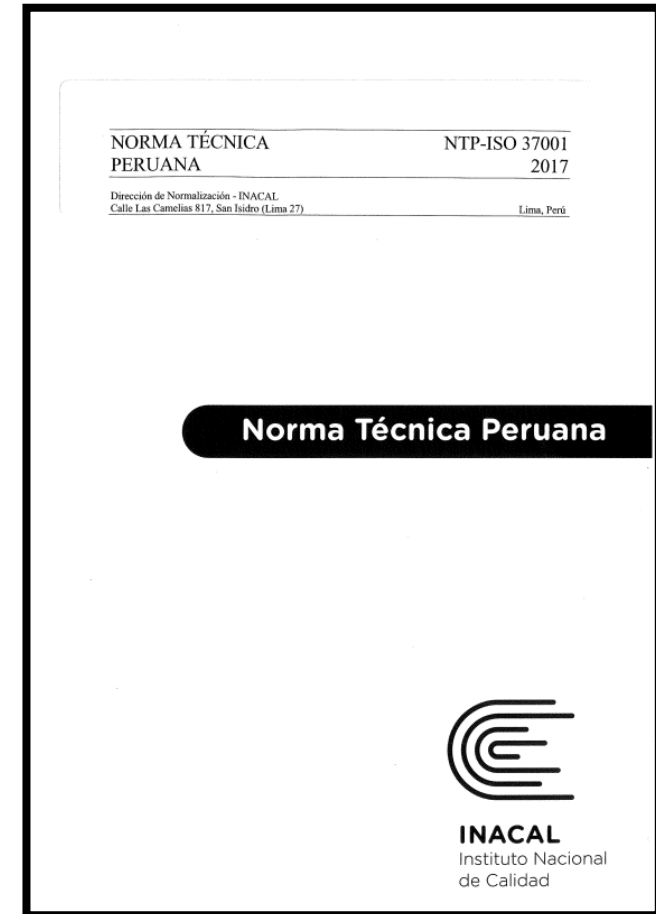 NORMA TÉCNICA NTP-ISO 37001
PERUANA 2017
Dirección de Normalización - INACAL
Calle Las Camelias 817, San Isidro (Lima 27) Lima, Perú
Norma Técnica Peruana
INACAL
Instituto Nacional
de Calidad